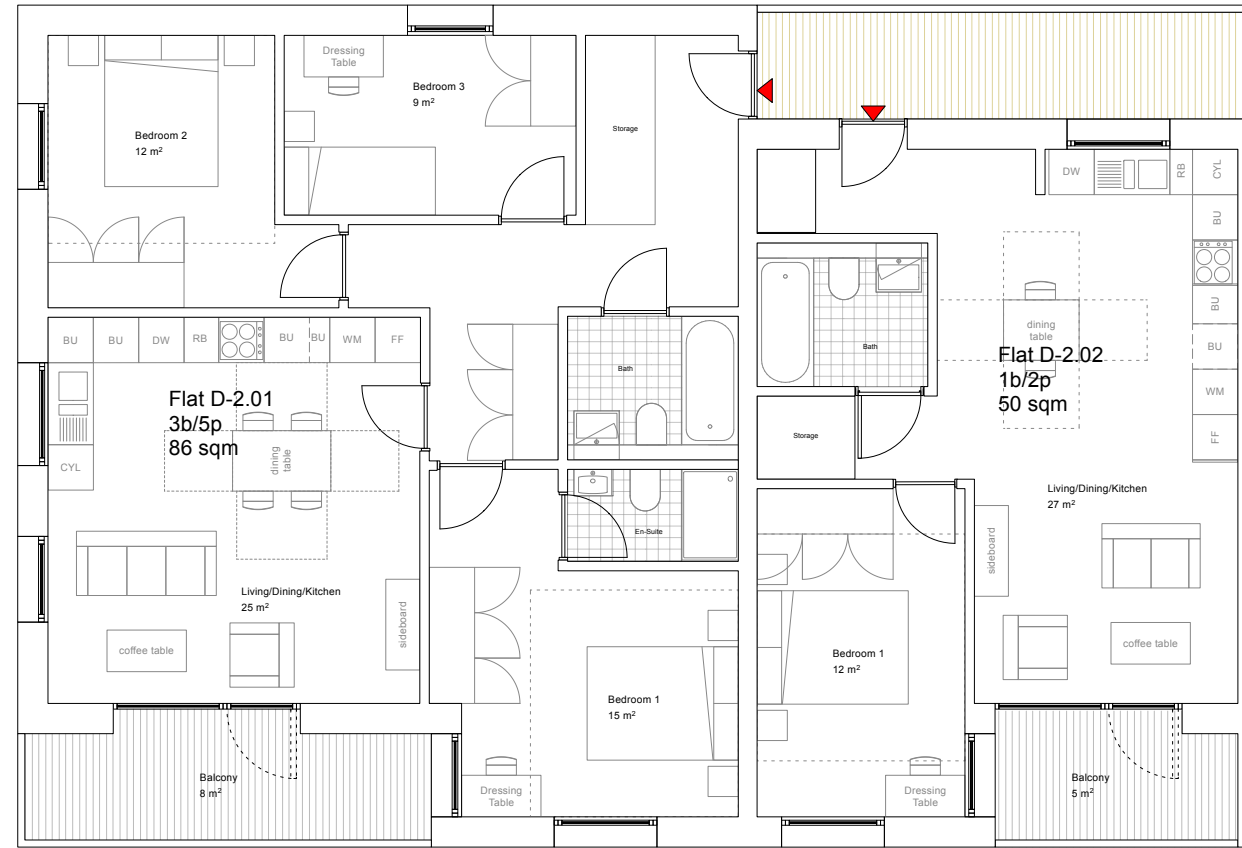 Dressing
Table
Bedroom 3
9 m²
Bedroom 2
12 m²
Storage
DW
RB
CYL
BU
BU
BU
WM
FF
dining
table
Flat D-2.02
1b/2p
50 sqm
Bath
Storage
Living/Dining/Kitchen
27 m²
sideboard
coffee table
Bedroom 1
12 m²
Dressing
Table
Balcony
5 m²
BU
BU
DW
RB
BU
BU
WM
FF
CYL
Flat D-2.01
3b/5p
86 sqm
dining
table
Bath
En-Suite
Living/Dining/Kitchen
25 m²
sideboard
coffee table
Bedroom 1
15 m²
Dressing
Table
Balcony
8 m²